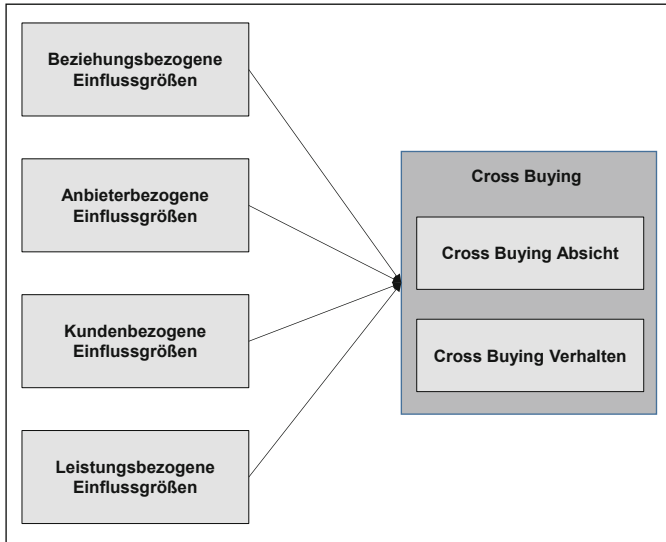 Beziehungsbezogene
Einflussgrößen
Anbieterbezogene
Einflussgrößen
Kundenbezogene
Einflussgrößen
Leistungsbezogene
Einflussgrößen
Cross Buying
Cross Buying Absicht
Cross Buying Verhalten